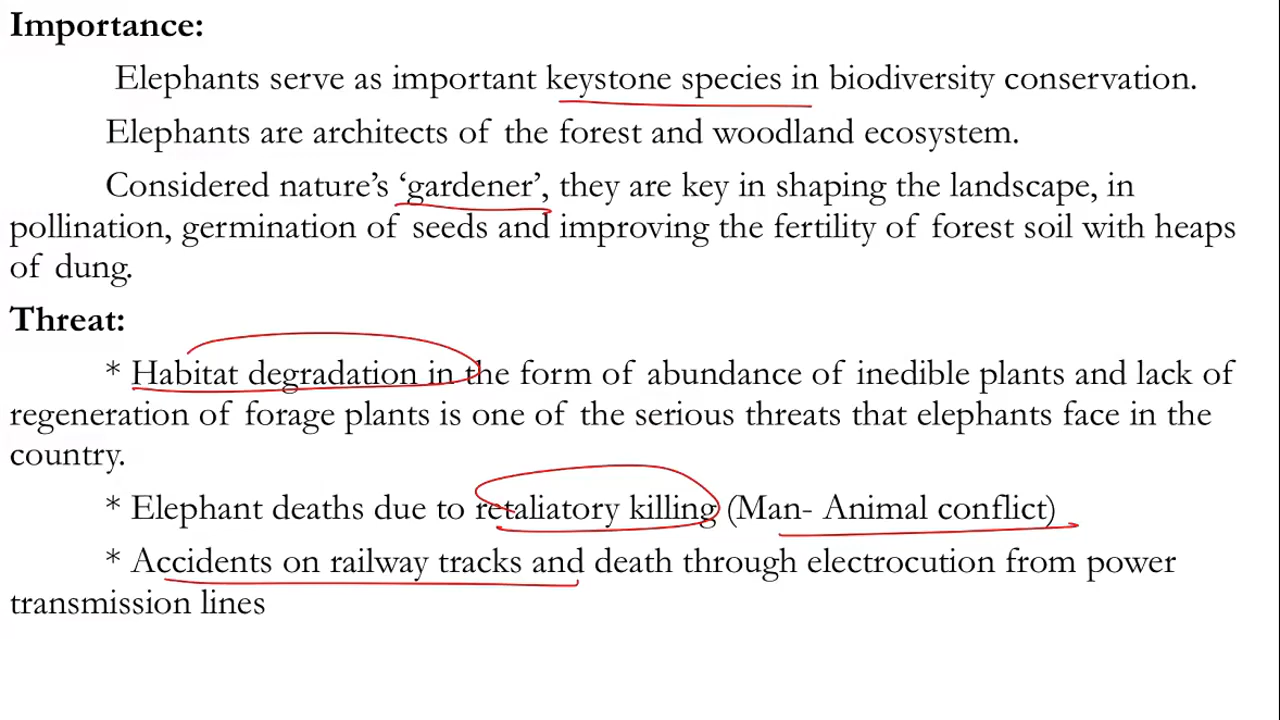 Importance:
Elephants serve as important keystone species in biodiversity conservation.
Elephants are architects of the forest and woodland ecosystem.
Considered nature’s ‘gardener’, they are key in shaping the landscape, in
pollination, germination of seeds and improving the fertility of forest soil with heaps
of dung.
Threat:
* Habitat degradation in the form of abundance of inedible plants and lack of
regeneration of forage plants is one of the serious threats that elephants face in the
country.
* Elephant deaths due to retaliatory killing (Man- Animal conflict)
* Accidents on railway tracks and death through electrocution from power
transmission lines